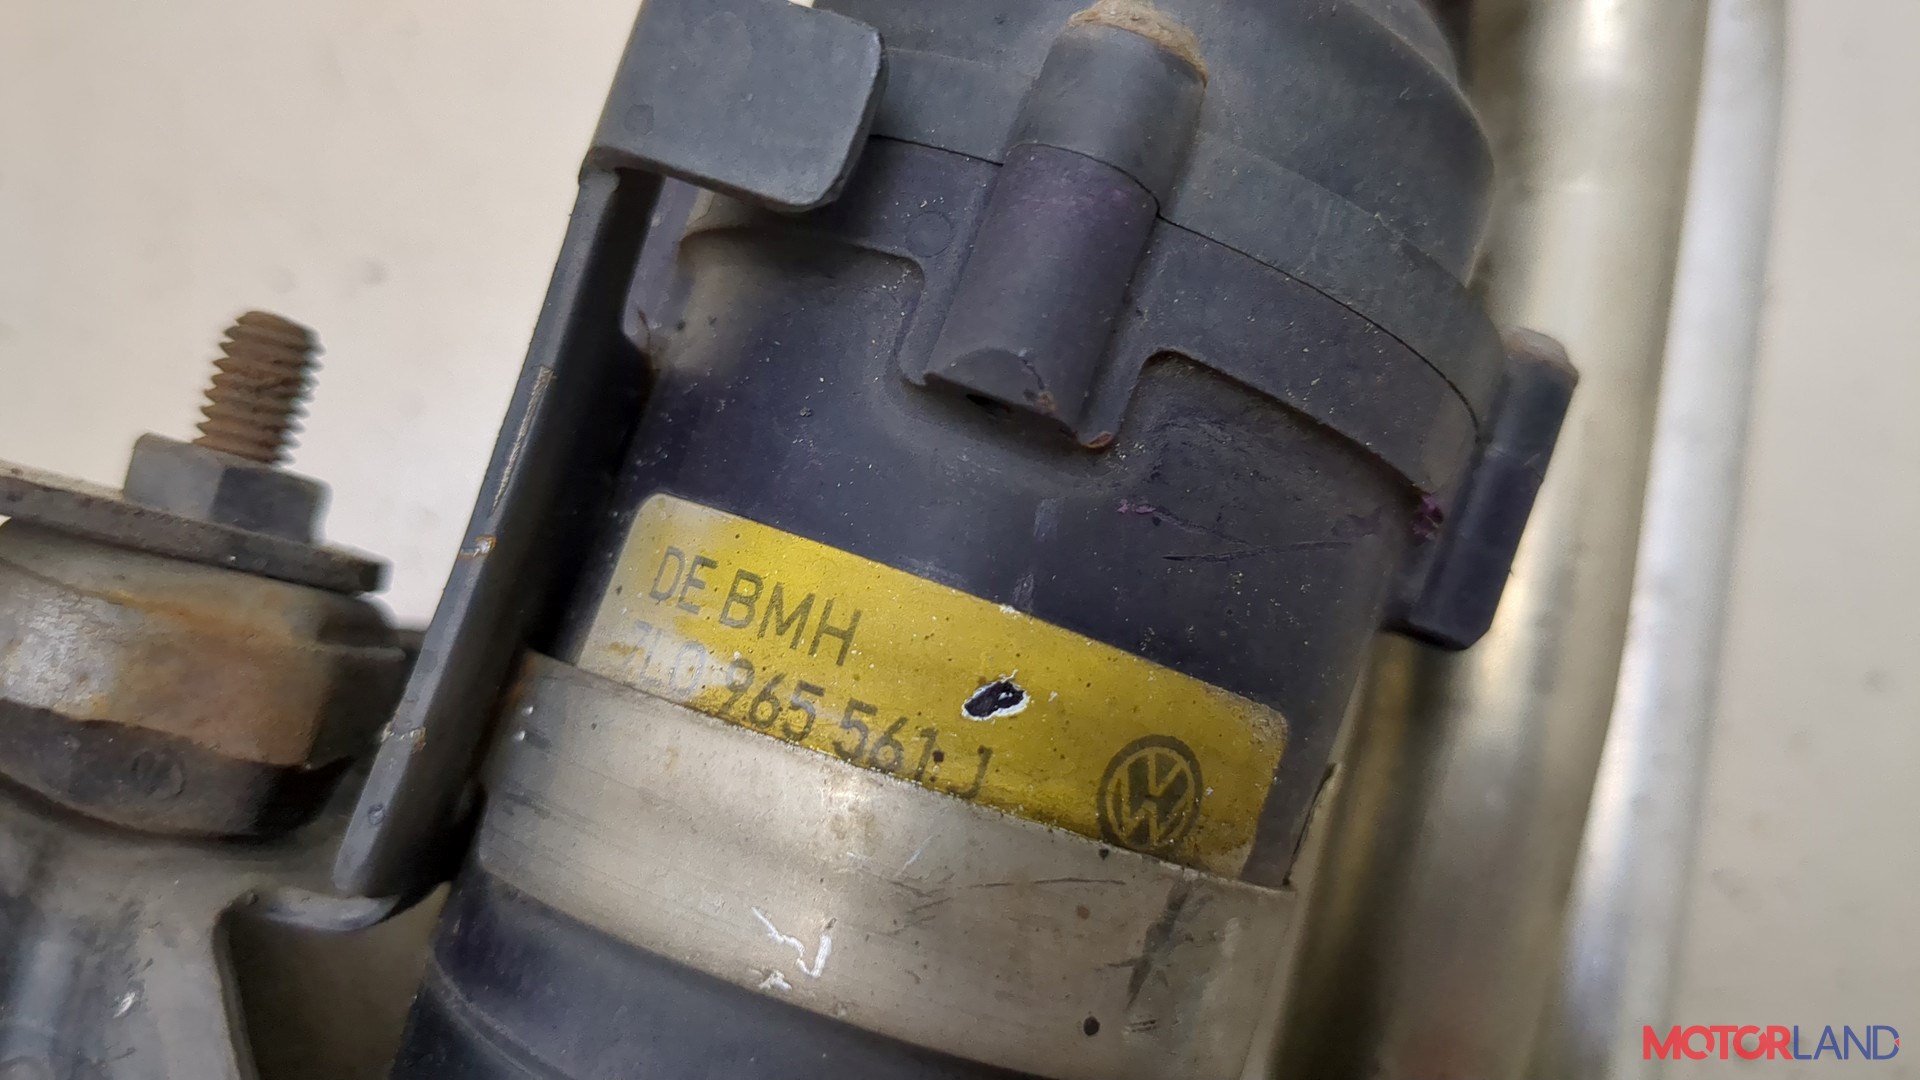 DE BMH
7L0 965 561 J
MOTORLAND